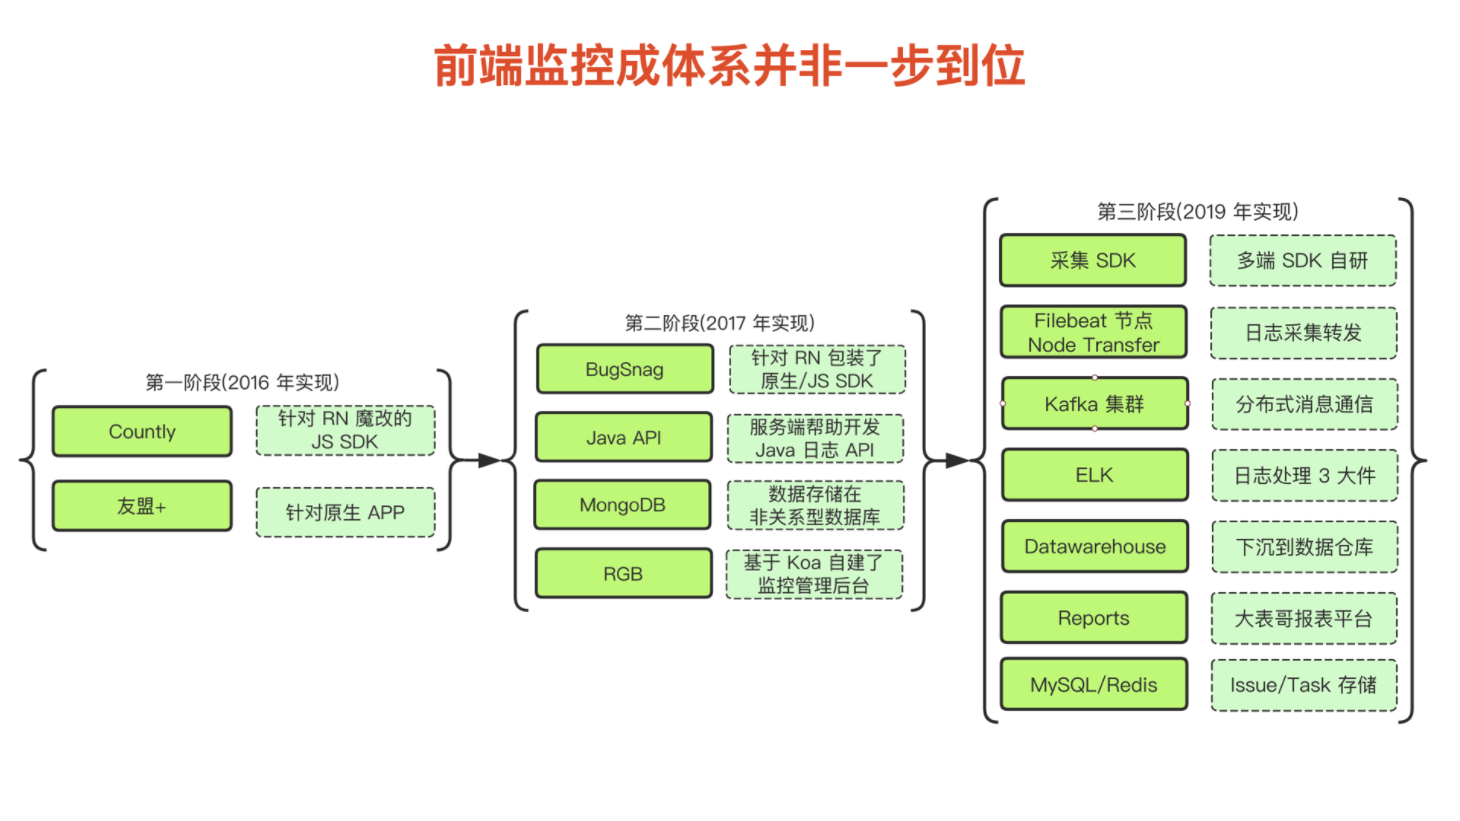 前端监控成体系并非一步到位
第一阶段(2016 年实现)
Countly
针对 RN 魔改的
JS SDK
友盟+
针对原生 APP
第二阶段(2017 年实现)
BugSnag
针对 RN 包装了
原生/JS SDK
Java API
服务端帮助开发
Java 日志 API
MongoDB
数据存储在
非关系型数据库
RGB
基于 Koa 自建了
监控管理后台
第三阶段(2019 年实现)
采集 SDK
多端 SDK 自研
Filebeat 节点
Node Transfer
日志采集转发
Kafka 集群
分布式消息通信
ELK
日志处理 3 大件
Datawarehouse
下沉到数据仓库
Reports
大表哥报表平台
MySQL/Redis
Issue/Task 存储